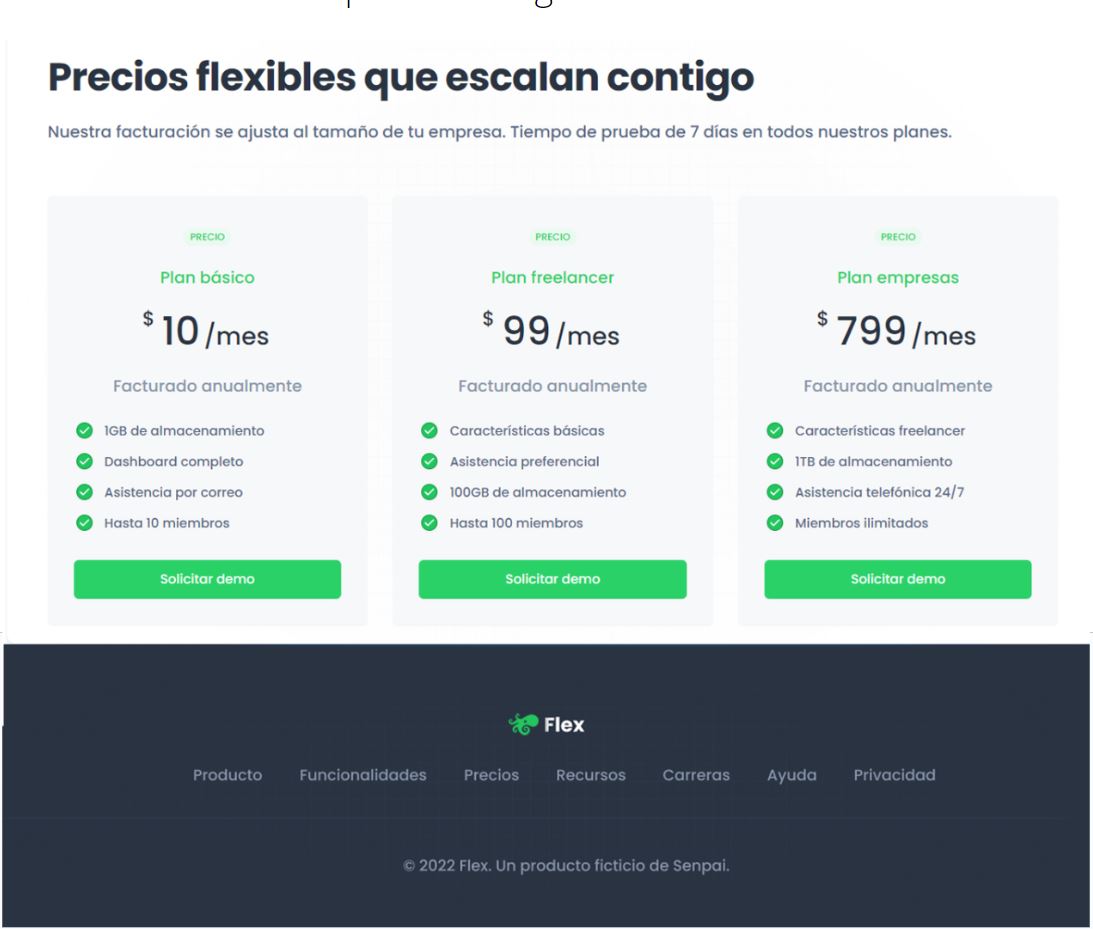 Precios flexibles que escalan contigo
Nuestra facturación se ajusta al tamaño de tu empresa. Tiempo de prueba de 7 días en todos nuestros planes.
PRECIO
Plan básico
$ 10 /mes
Facturado anualmente
1GB de almacenamiento
Dashboard completo
Asistencia por correo
Hasta 10 miembros
Solicitar demo
PRECIO
Plan freelancer
$ 99 /mes
Facturado anualmente
Características básicas
Asistencia preferencial
100GB de almacenamiento
Hasta 100 miembros
Solicitar demo
PRECIO
Plan empresas
$ 799 /mes
Facturado anualmente
Características freelancer
1TB de almacenamiento
Asistencia telefónica 24/7
Miembros ilimitados
Solicitar demo
Flex
Producto Funcionalidades Precios Recursos Carreras Ayuda Privacidad
© 2022 Flex. Un producto ficticio de Senpai.